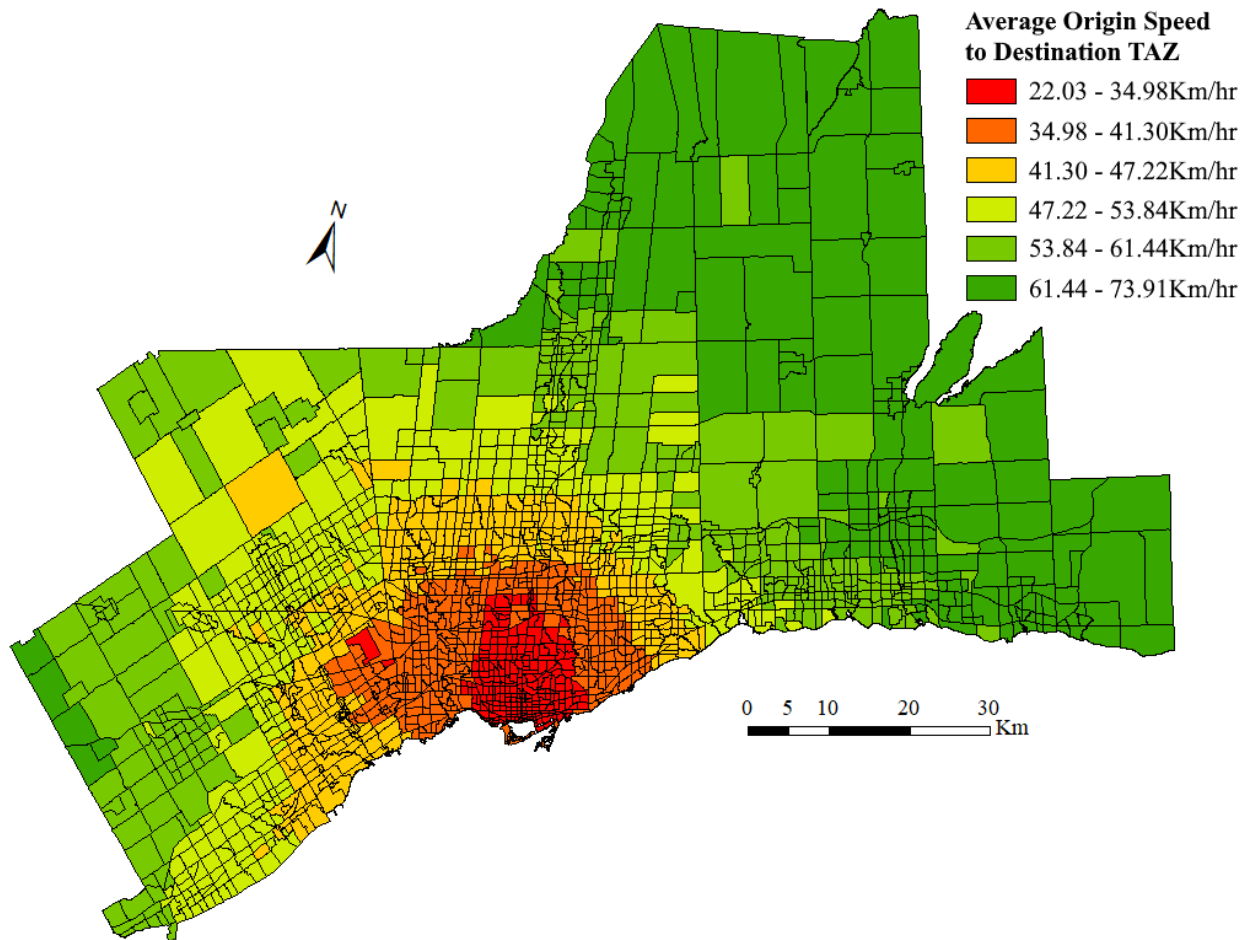 Average Origin Speed
to Destination TAZ
22.03 - 34.98Km/hr
34.98 - 41.30Km/hr
41.30 - 47.22Km/hr
47.22 - 53.84Km/hr
53.84 - 61.44Km/hr
61.44 - 73.91Km/hr
N
0 5 10 20 30
Km